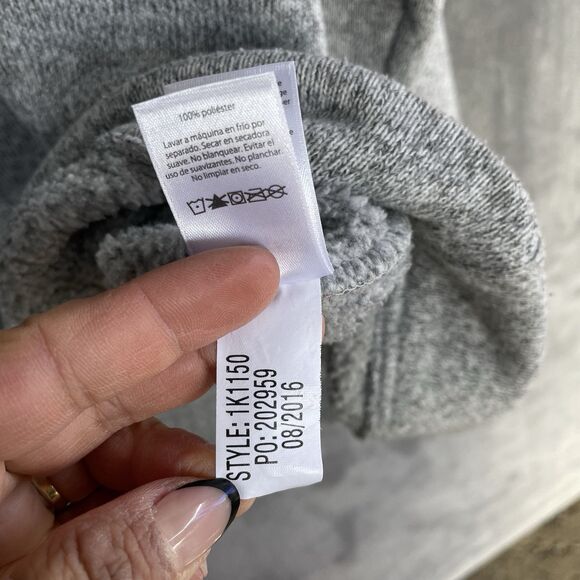 100% poliéster
Lavar a máquina en frío por
separado. Secar en secadora
suave. No blanquear. Evitar el
uso de suavizantes. No planchar.
No limpiar en seco.
STYLE: 1K1150
PO: 202959
08/2016